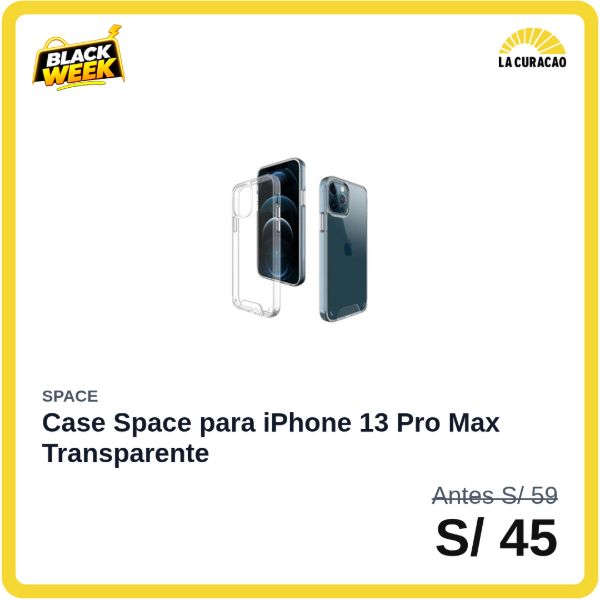 BLACK
WEEK
LA CURACAO
SPACE
Case Space para iPhone 13 Pro Max
Transparente
Antes S/ 59
S/ 45